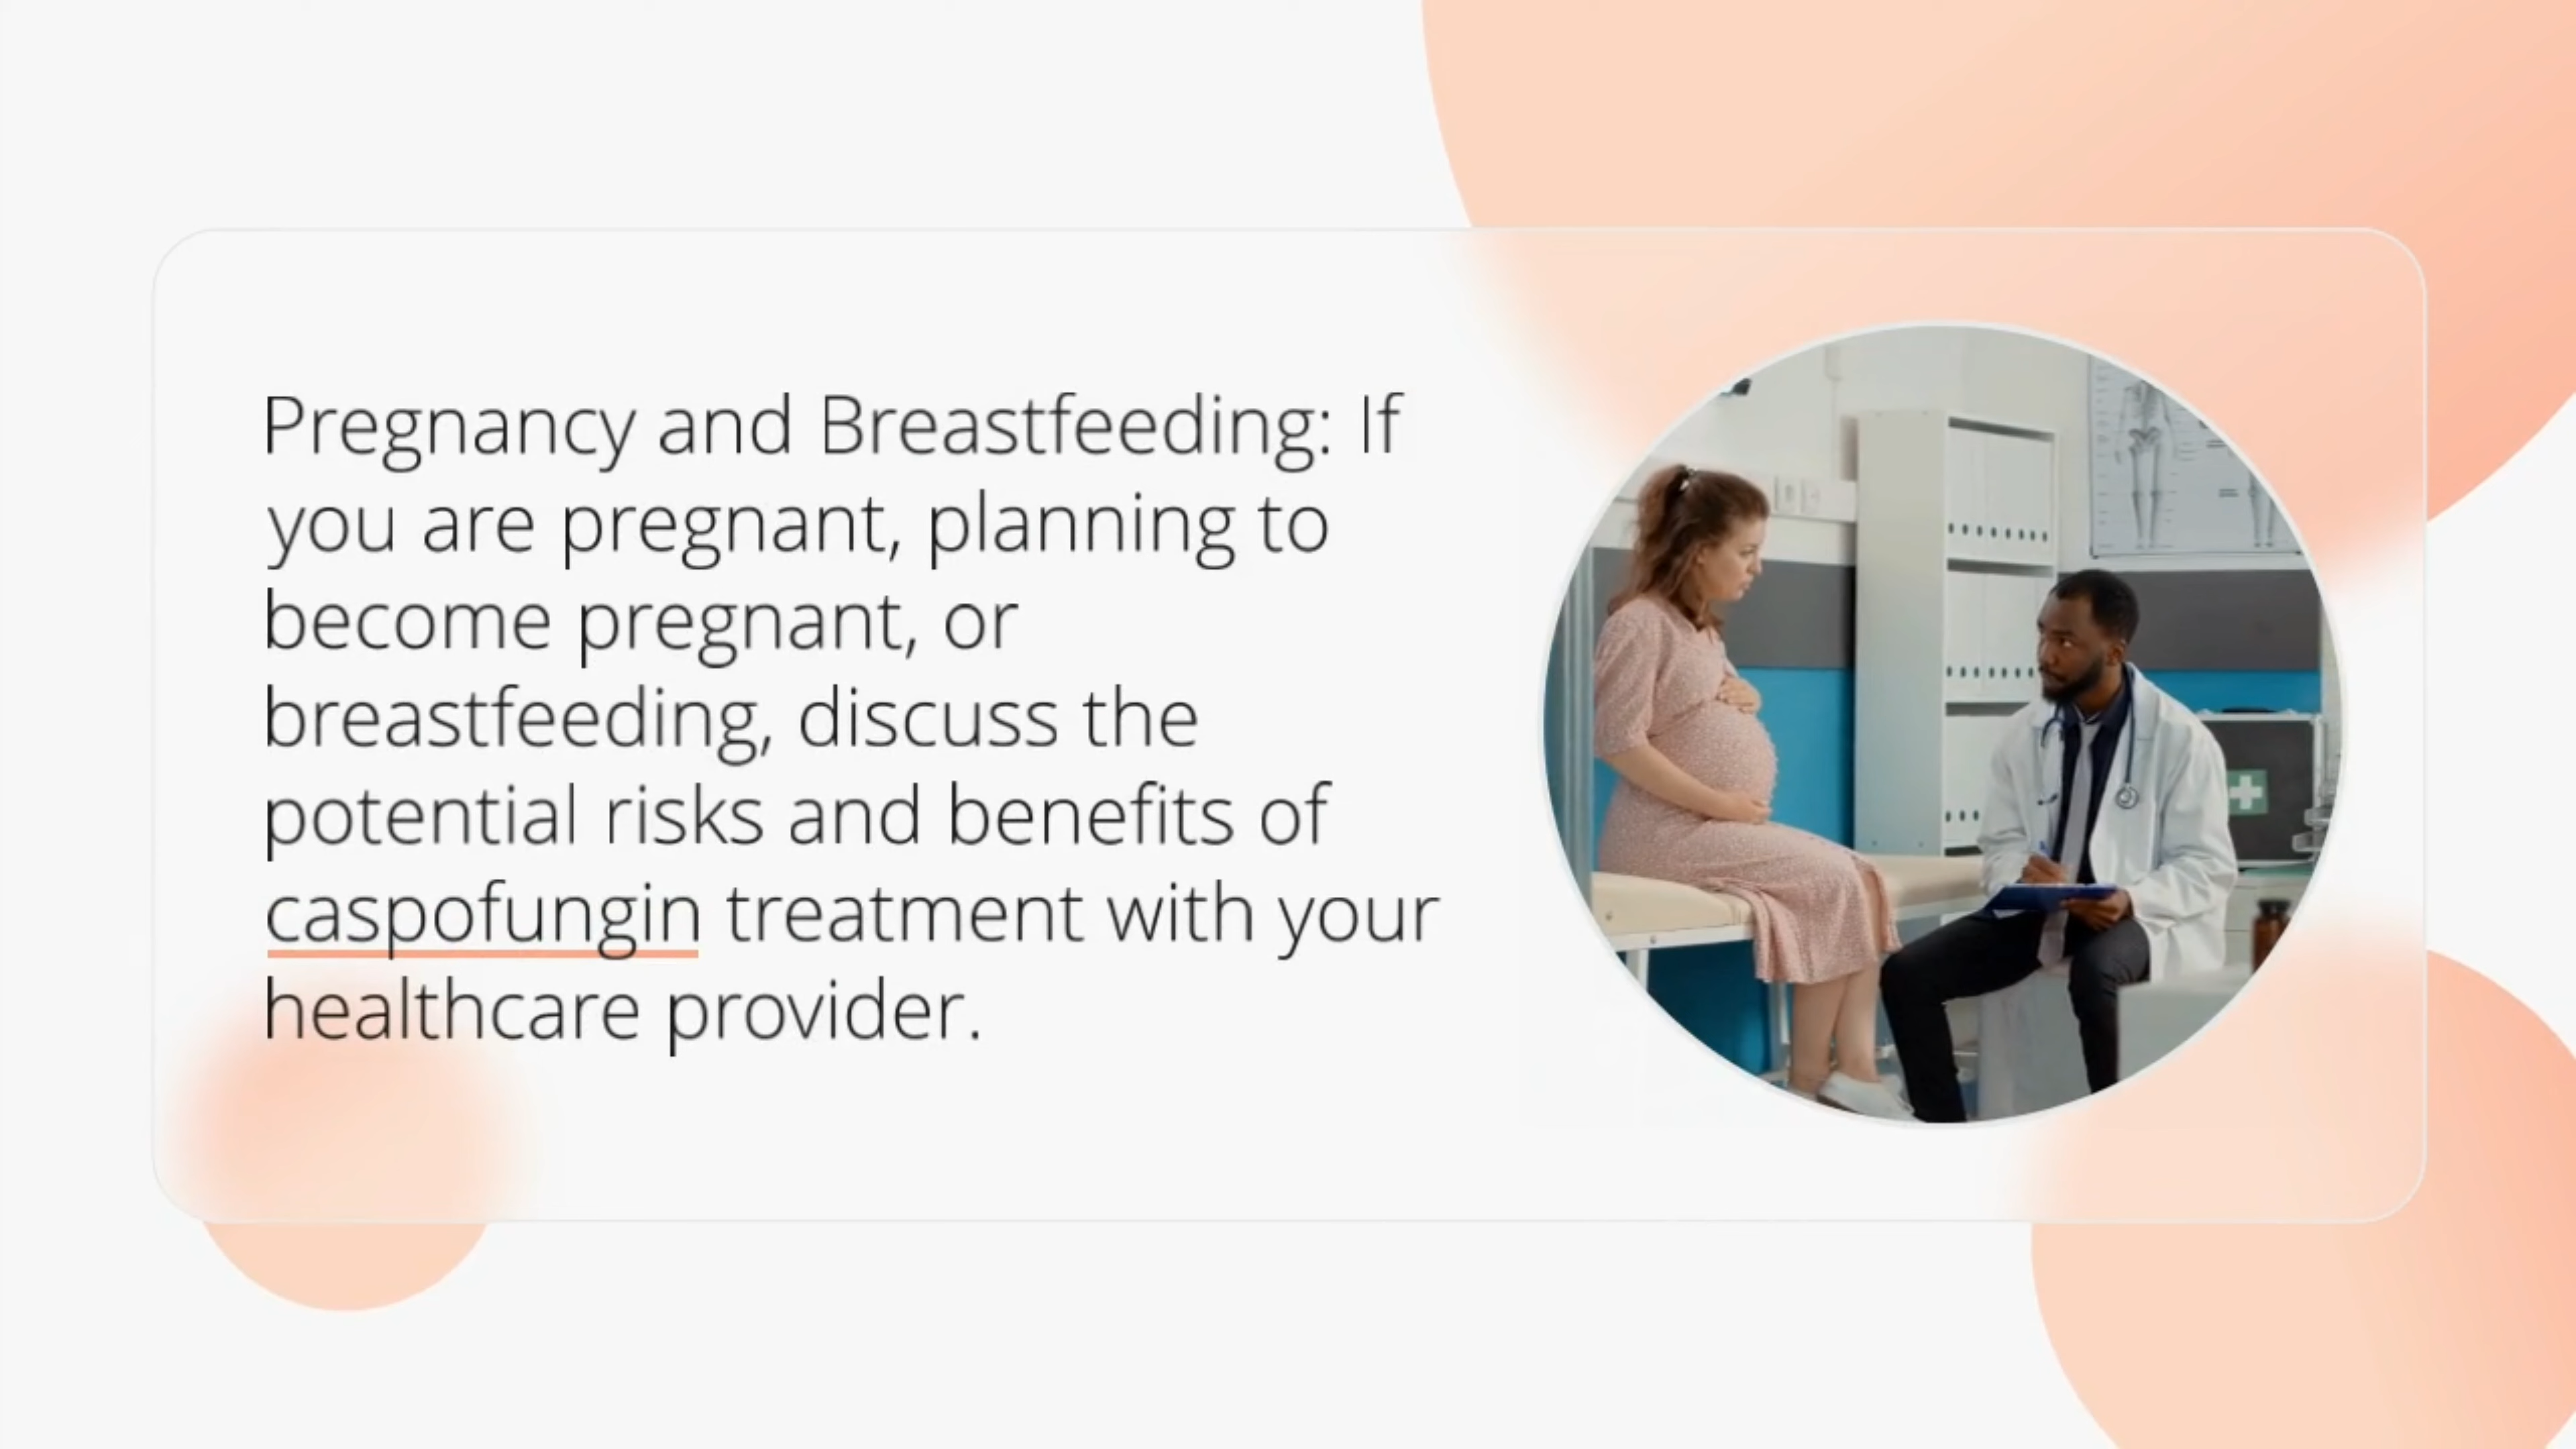 Pregnancy and Breastfeeding: If
you are pregnant, planning to
become pregnant, or
breastfeeding, discuss the
potential risks and benefits of
caspofungin treatment with your
healthcare provider.